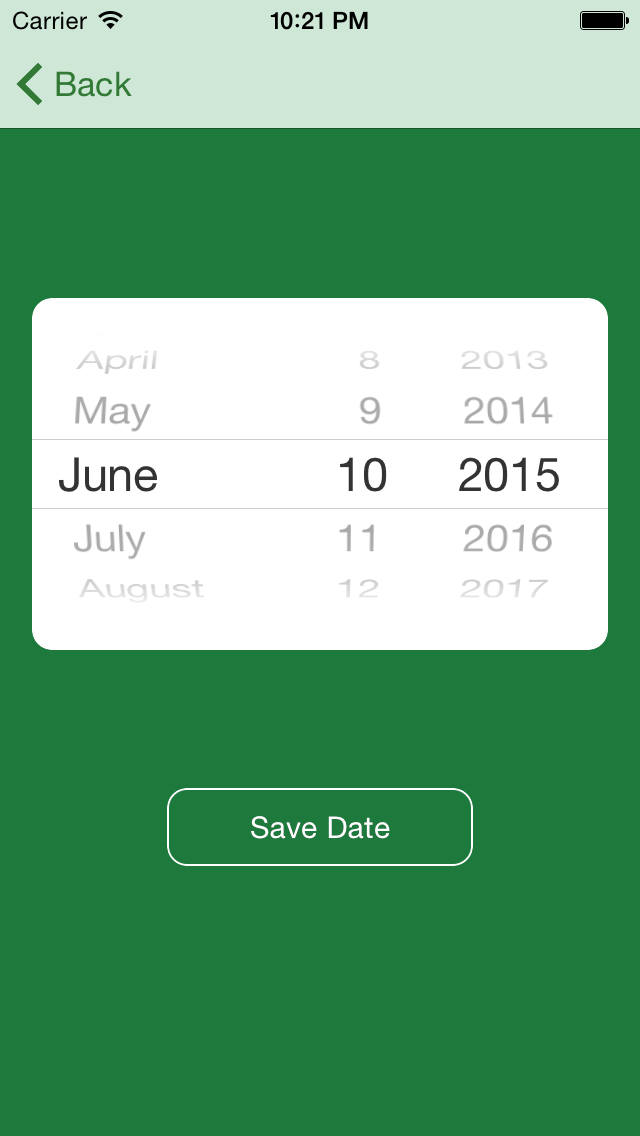 Carrier 10:21 PM
Back
April 8 2013
May 9 2014
June 10 2015
July 11 2016
August 12 2017
Save Date